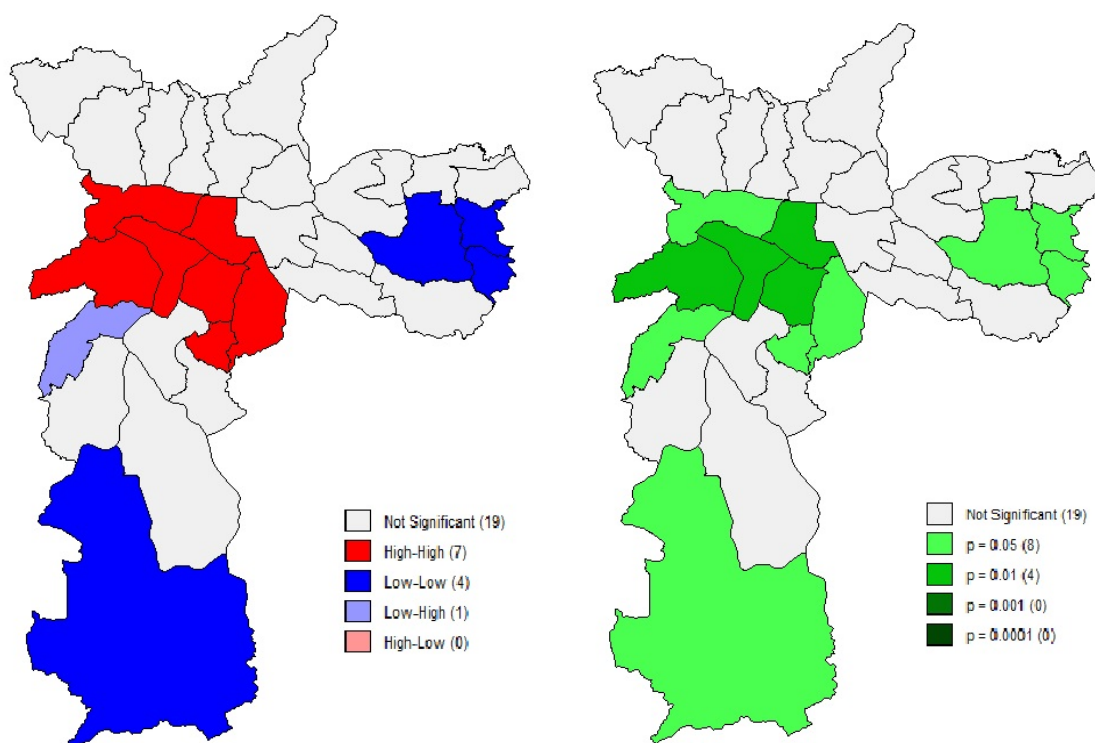 Not Significant (19)
High-High (7)
Low-Low (4)
Low-High (1)
High-Low (0)
Not Significant (19)
p = 0.05 (8)
p = 0.01 (4)
p = 0.001 (0)
p = 0.0001 (0)